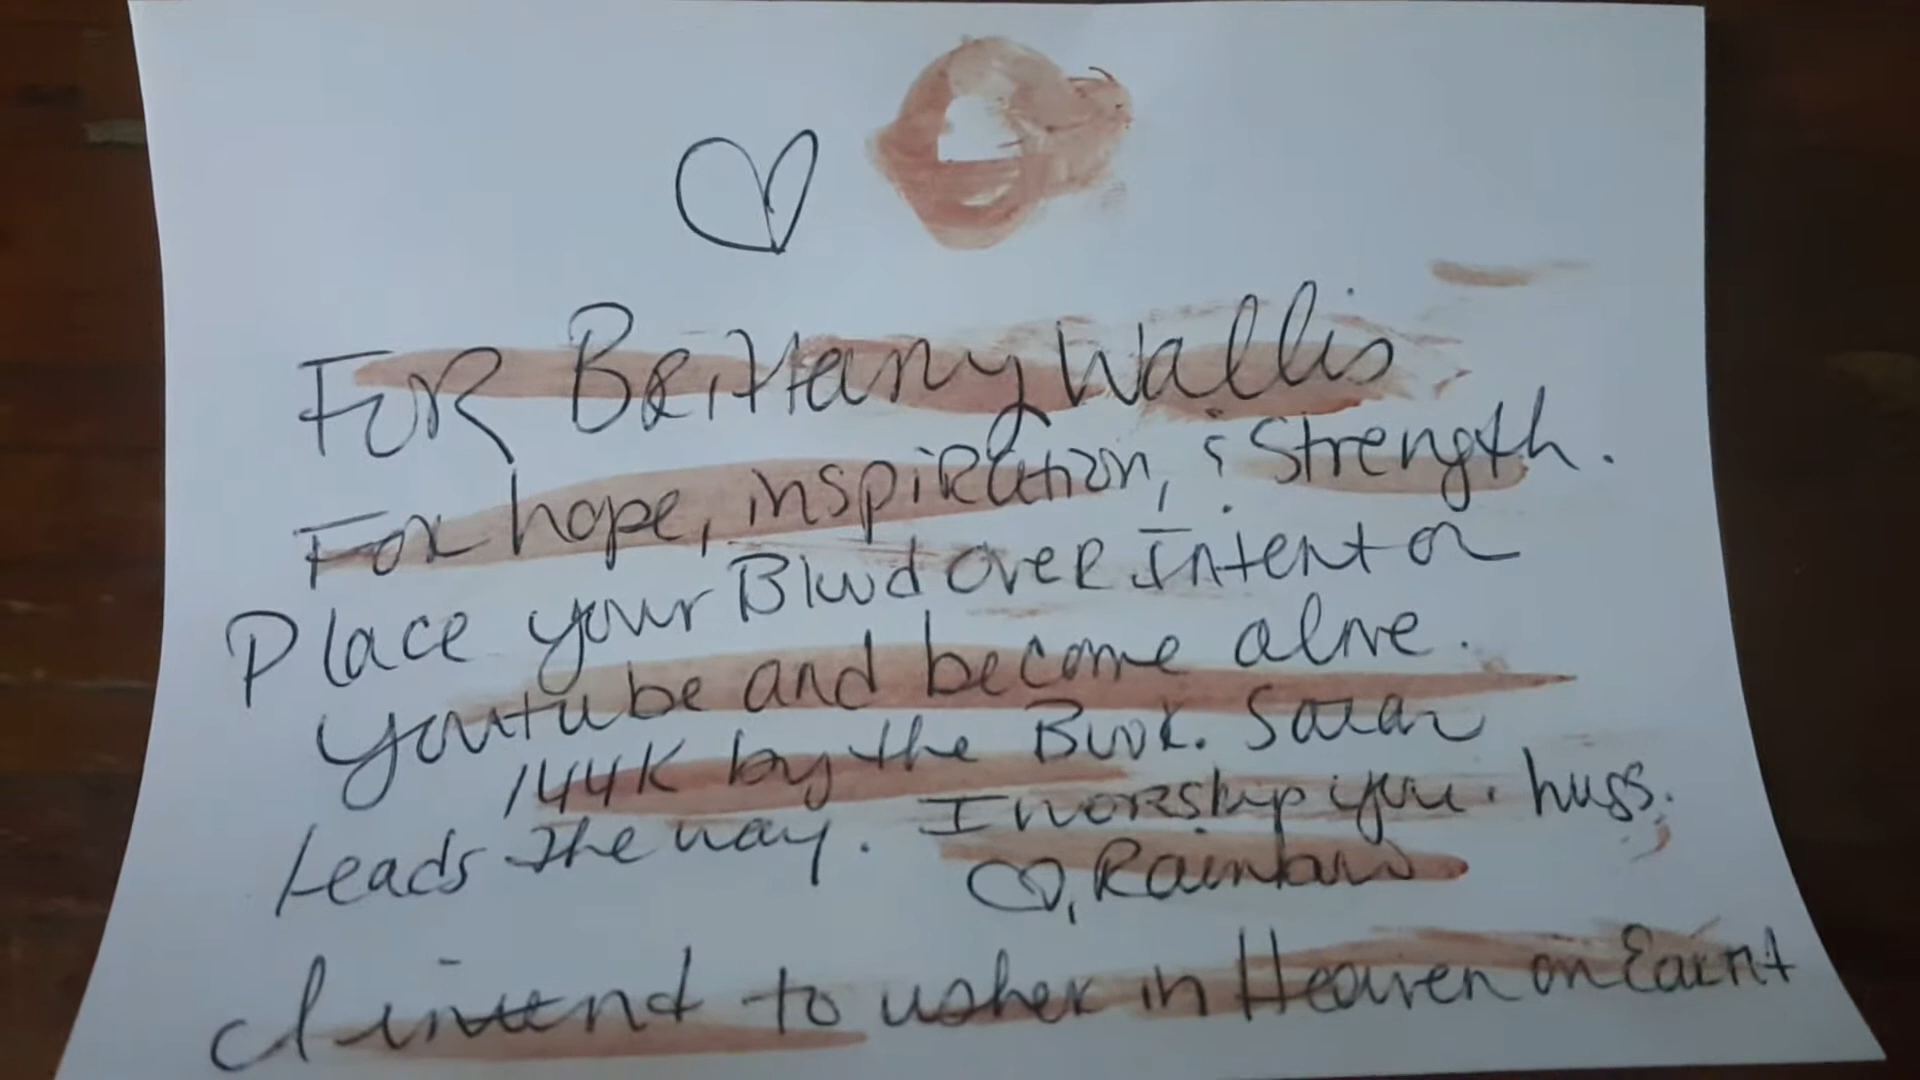 FOR Brittany Wallis
For hope, inspiration, & Strength.
Place your Blood over Intent on
Youtube and become alive.
144K by the Book. Satan
Leads the way. I worship you. hugs.
♡, Rainbow
I intend to usher in Heaven on Earth